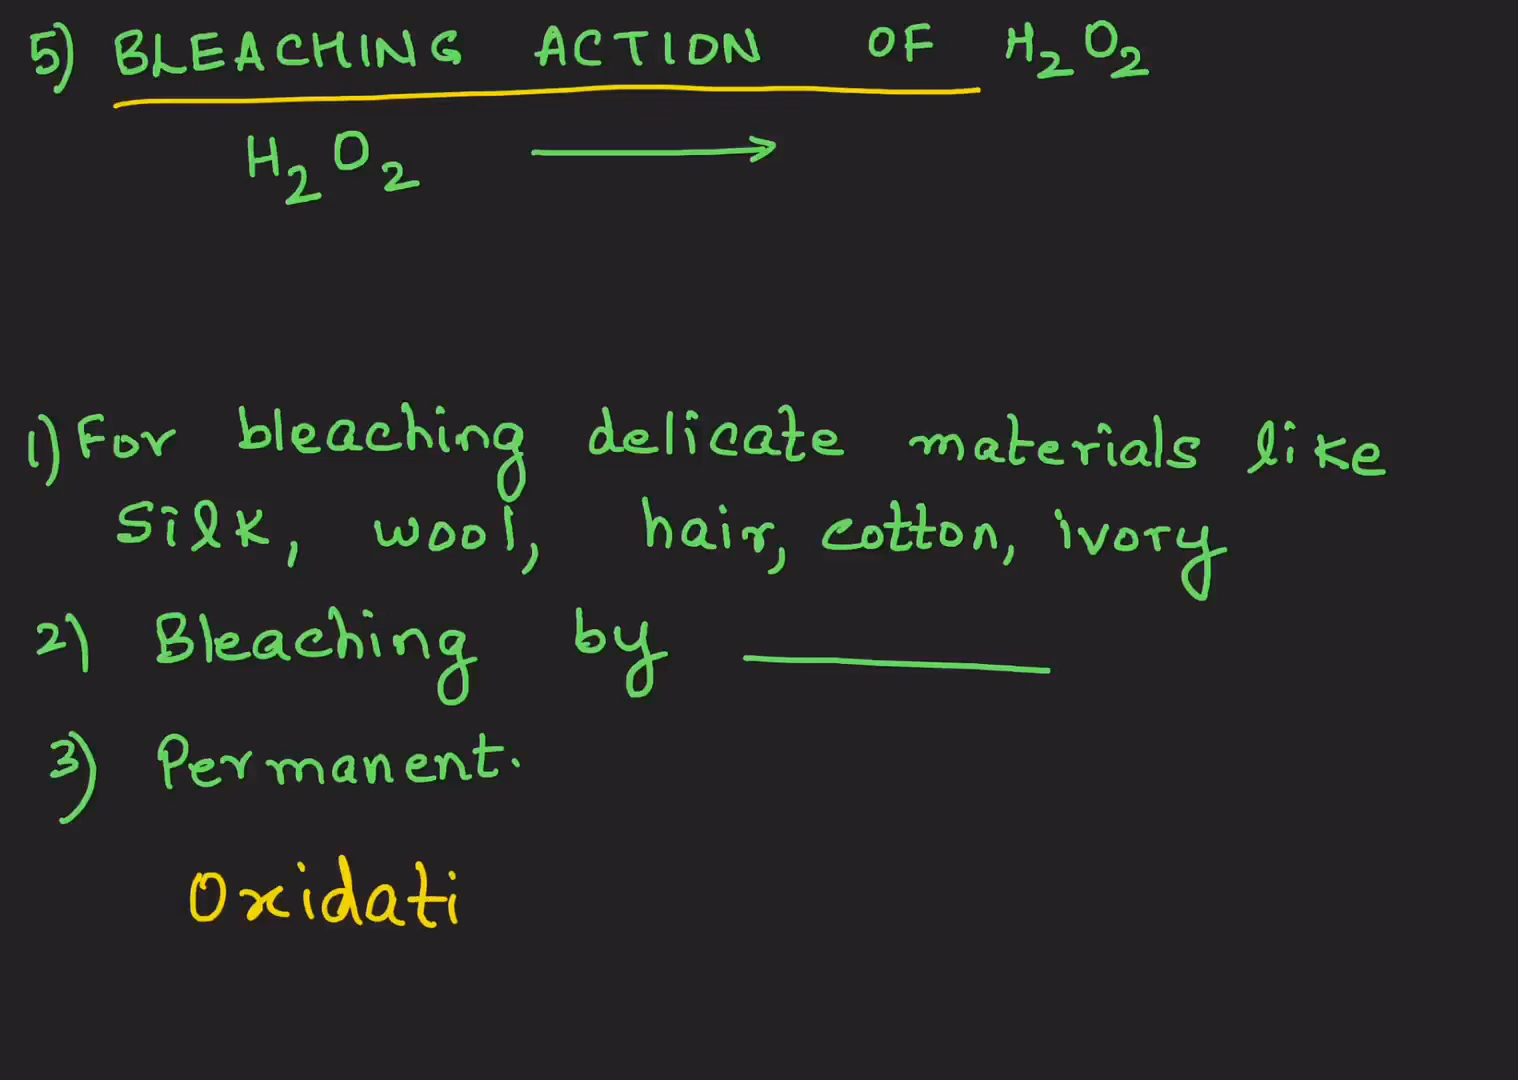 5) BLEACHING ACTION OF H₂O₂
H₂O₂ ⟶
1) For bleaching delicate materials like
Silk, wool, hair, cotton, ivory
2) Bleaching by ______
3) Permanent.
Oxidati